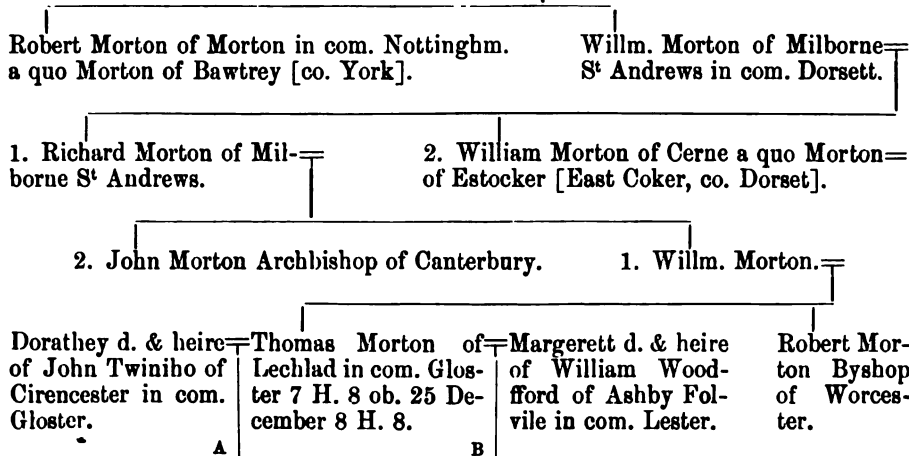 Robert Morton of Morton in com. Nottinghm.
a quo Morton of Bawtrey [co. York].
Willm. Morton of Milborne=
Sᵗ Andrews in com. Dorsett.
1. Richard Morton of Mil-=
borne Sᵗ Andrews.
2. William Morton of Cerne a quo Morton=
of Estocker [East Coker, co. Dorset].
2. John Morton Archbishop of Canterbury.
1. Willm. Morton.=
Dorathey d. & heire=
of John Twiniho of
Cirencester in com.
Gloster.
A
Thomas Morton of=
Lechlad in com. Glos-
ter 7 H. 8 ob. 25 De-
cember 8 H. 8.
B
Margerett d. & heire
of William Wood-
fford of Ashby Fol-
vile in com. Lester.
Robert Mor-
ton Byshop
of Worces-
ter.